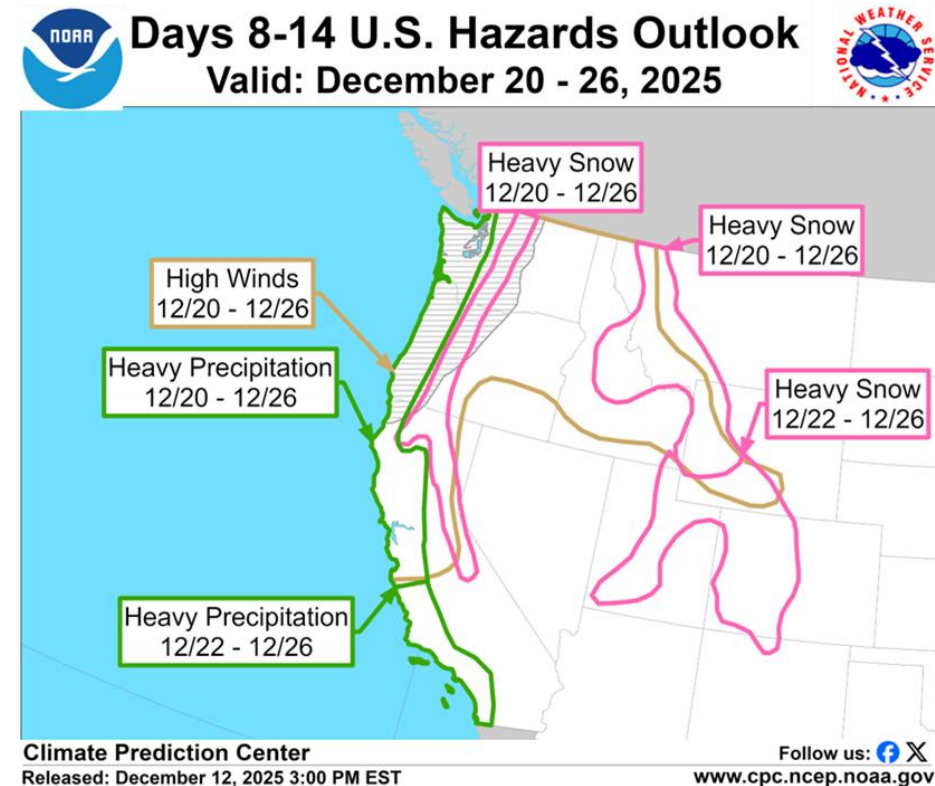 NOAA
Days 8-14 U.S. Hazards Outlook
Valid: December 20 - 26, 2025
NATIONAL WEATHER SERVICE
Heavy Snow
12/20 - 12/26
Heavy Snow
12/20 - 12/26
High Winds
12/20 - 12/26
Heavy Precipitation
12/20 - 12/26
Heavy Snow
12/22 - 12/26
Heavy Precipitation
12/22 - 12/26
Climate Prediction Center
Follow us:
Released: December 12, 2025 3:00 PM EST
www.cpc.ncep.noaa.gov